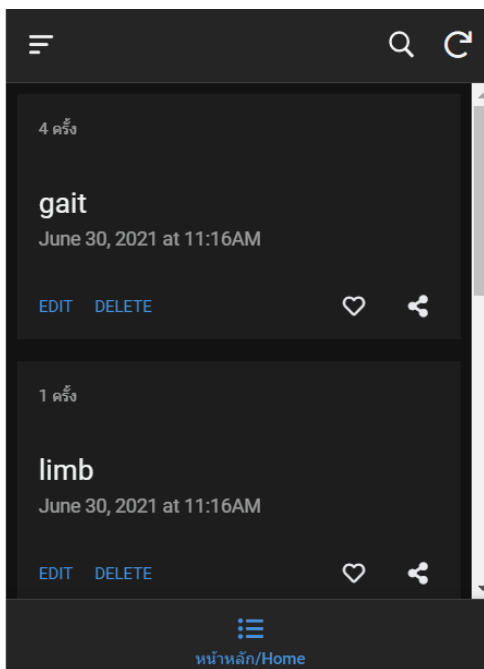 4 ครั้ง
gait
June 30, 2021 at 11:16AM
EDIT DELETE
1 ครั้ง
limb
June 30, 2021 at 11:16AM
EDIT DELETE
หน้าหลัก/Home